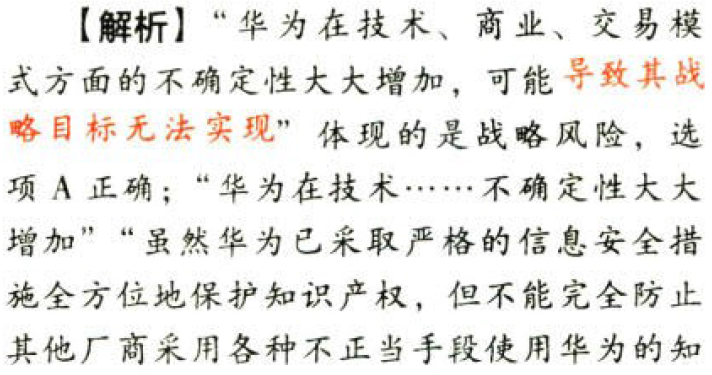 【解析】“华为在技术、商业、交易模
式方面的不确定性大大增加，可能导致其战
略目标无法实现”体现的是战略风险，选
项 A 正确；“华为在技术……不确定性大大
增加”“虽然华为已采取严格的信息安全措
施全方位地保护知识产权，但不能完全防止
其他厂商采用各种不正当手段使用华为的知